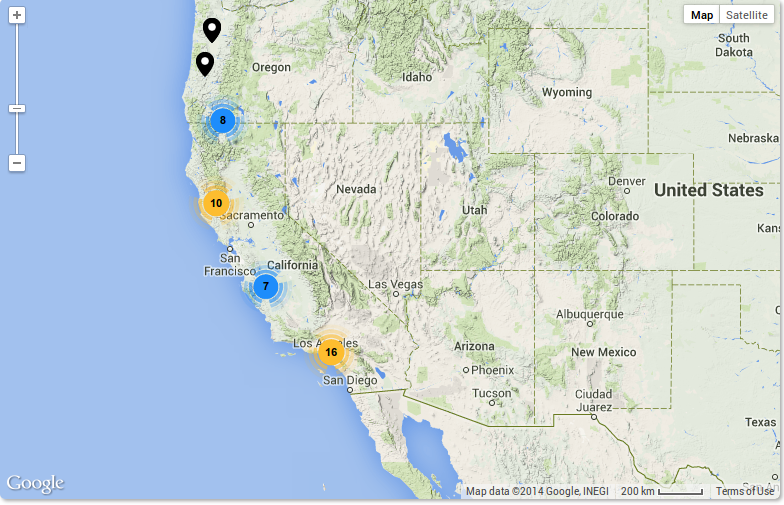 Map
Satellite
South
Dakota
Oregon
Idaho
Wyoming
8
Nebraska
Nevada
Denver
United States
10
Sacramento
Utah
Colorado
Kans
San
Francisco
California
7
Las Vegas
Albuquerque
Los Angeles
16
Arizona
New Mexico
Phoenix
San Diego
Tucson
Ciudad
Juarez
Texas
Google
Map data ©2014 Google, INEGI
200 km
Terms of Use